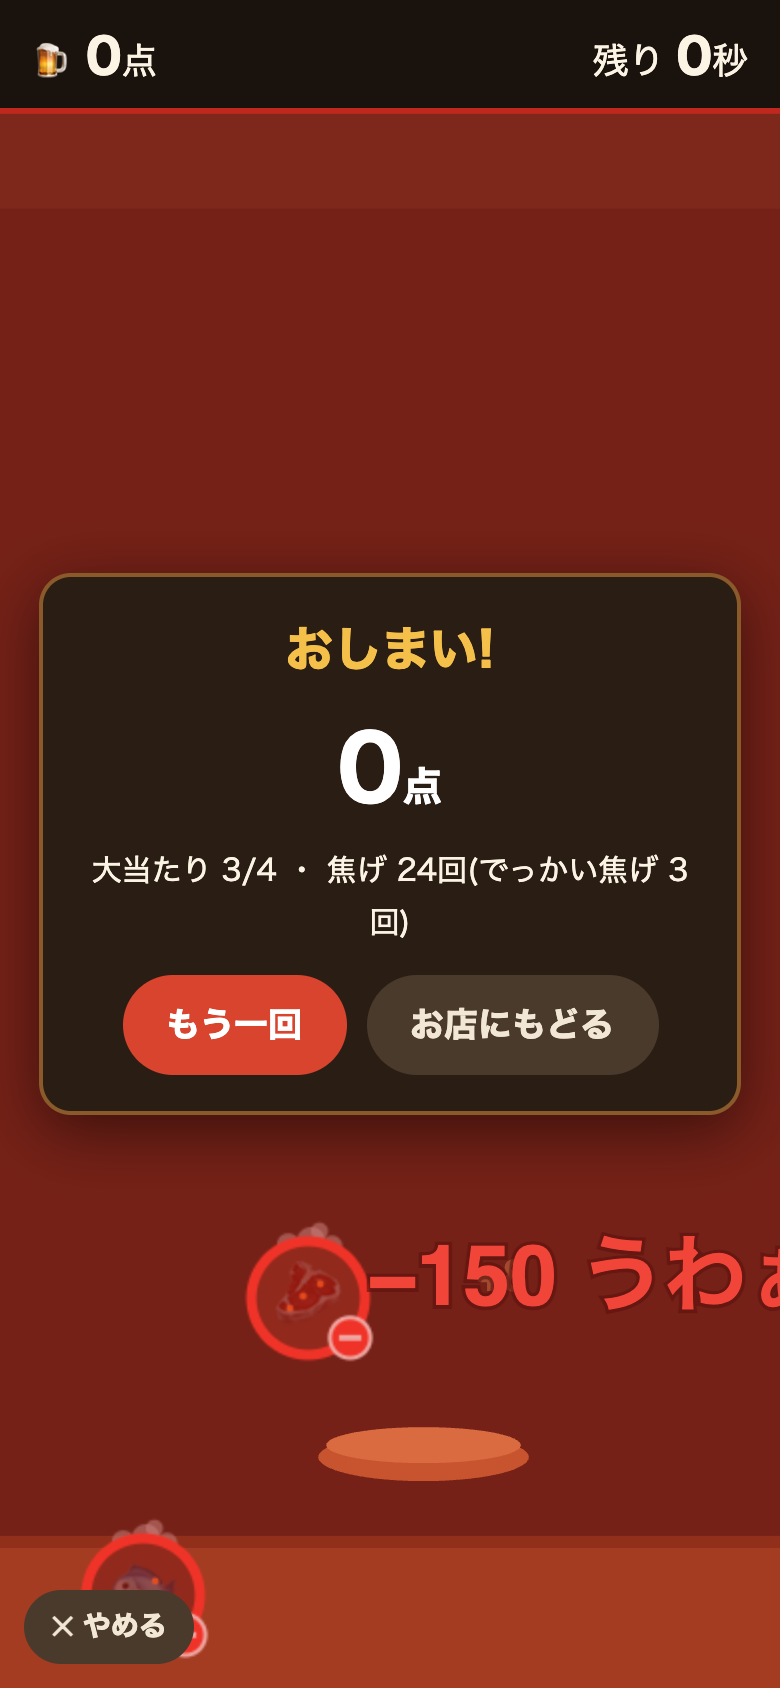 0点
残り 0秒
おしまい!
0点
大当たり 3/4 ・ 焦げ 24回(でっかい焦げ 3
回)
もう一回
お店にもどる
−150 うわ
× やめる